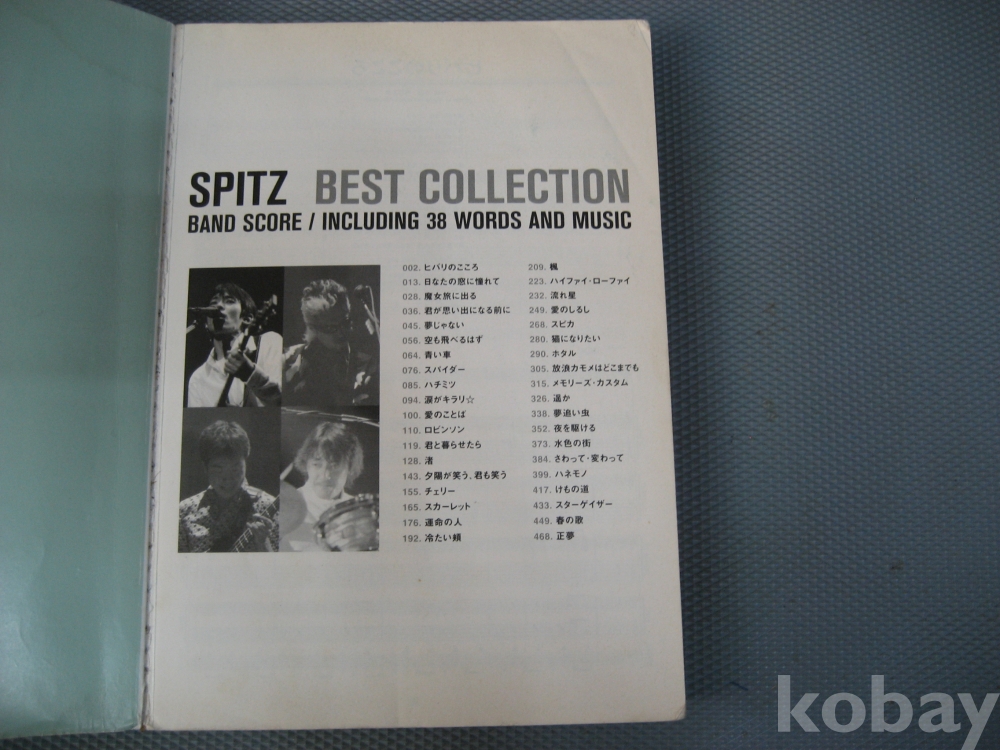 SPITZ BEST COLLECTION
BAND SCORE / INCLUDING 38 WORDS AND MUSIC
002. ヒバリのこころ
013. 日なたの窓に憧れて
028. 魔女旅に出る
036. 君が思い出になる前に
045. 夢じゃない
056. 空も飛べるはず
064. 青い車
076. スパイダー
085. ハチミツ
094. 涙がキラリ☆
100. 愛のことば
110. ロビンソン
119. 君と暮らせたら
128. 渚
143. 夕陽が笑う、君も笑う
155. チェリー
165. スカーレット
176. 運命の人
192. 冷たい頬
209. 楓
223. ハイファイ・ローファイ
232. 流れ星
249. 愛のしるし
268. スピカ
280. 猫になりたい
290. ホタル
305. 放浪カモメはどこまでも
315. メモリーズ・カスタム
326. 遥か
338. 夢追い虫
352. 夜を駆ける
373. 水色の街
384. さわって・変わって
399. ハネモノ
417. けもの道
433. スターゲイザー
449. 春の歌
468. 正夢
kobay